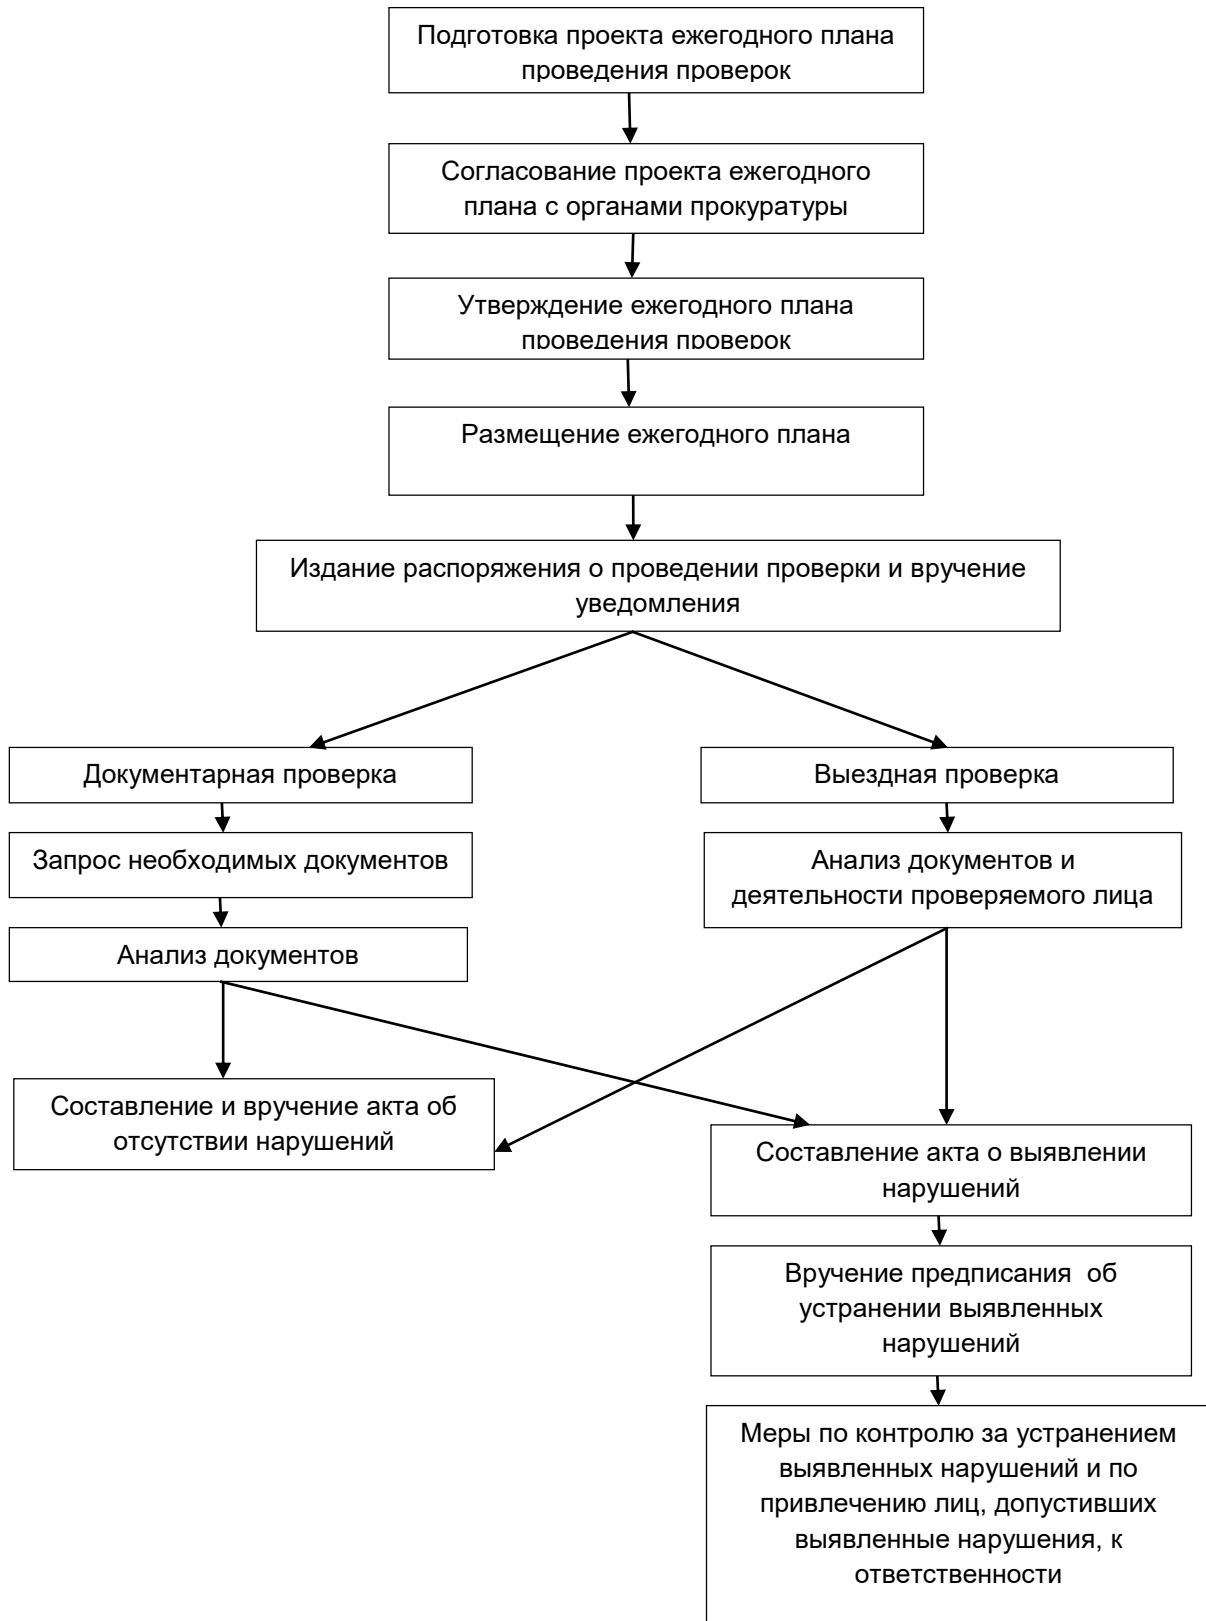 Подготовка проекта ежегодного плана
проведения проверок
Согласование проекта ежегодного
плана с органами прокуратуры
Утверждение ежегодного плана
проведения проверок
Размещение ежегодного плана
Издание распоряжения о проведении проверки и вручение
уведомления
Документарная проверка
Выездная проверка
Запрос необходимых документов
Анализ документов и
деятельности проверяемого лица
Анализ документов
Составление и вручение акта об
отсутствии нарушений
Составление акта о выявлении
нарушений
Вручение предписания  об
устранении выявленных
нарушений
Меры по контролю за устранением
выявленных нарушений и по
привлечению лиц, допустивших
выявленные нарушения, к
ответственности